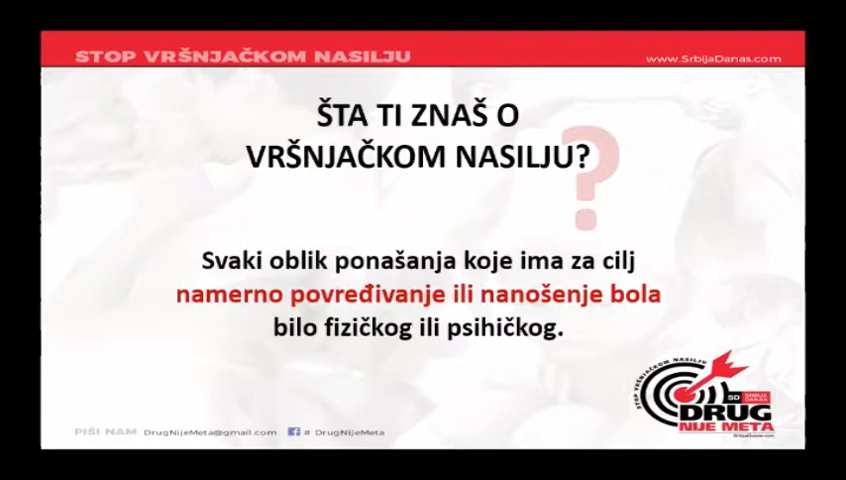 STOP VRŠNJAČKOM NASILJU
www.SrbijaDanas.com
ŠTA TI ZNAŠ O
VRŠNJAČKOM NASILJU?
?
Svaki oblik ponašanja koje ima za cilj
namerno povređivanje ili nanošenje bola
bilo fizičkog ili psihičkog.
STOP VRŠNJAČKOM NASILJU
SD SRBIJA
DANAS
DRUG
NIJE META
SrbijaDanas.com
PIŠI NAM DrugNijeMeta@gmail.com f # DrugNijeMeta